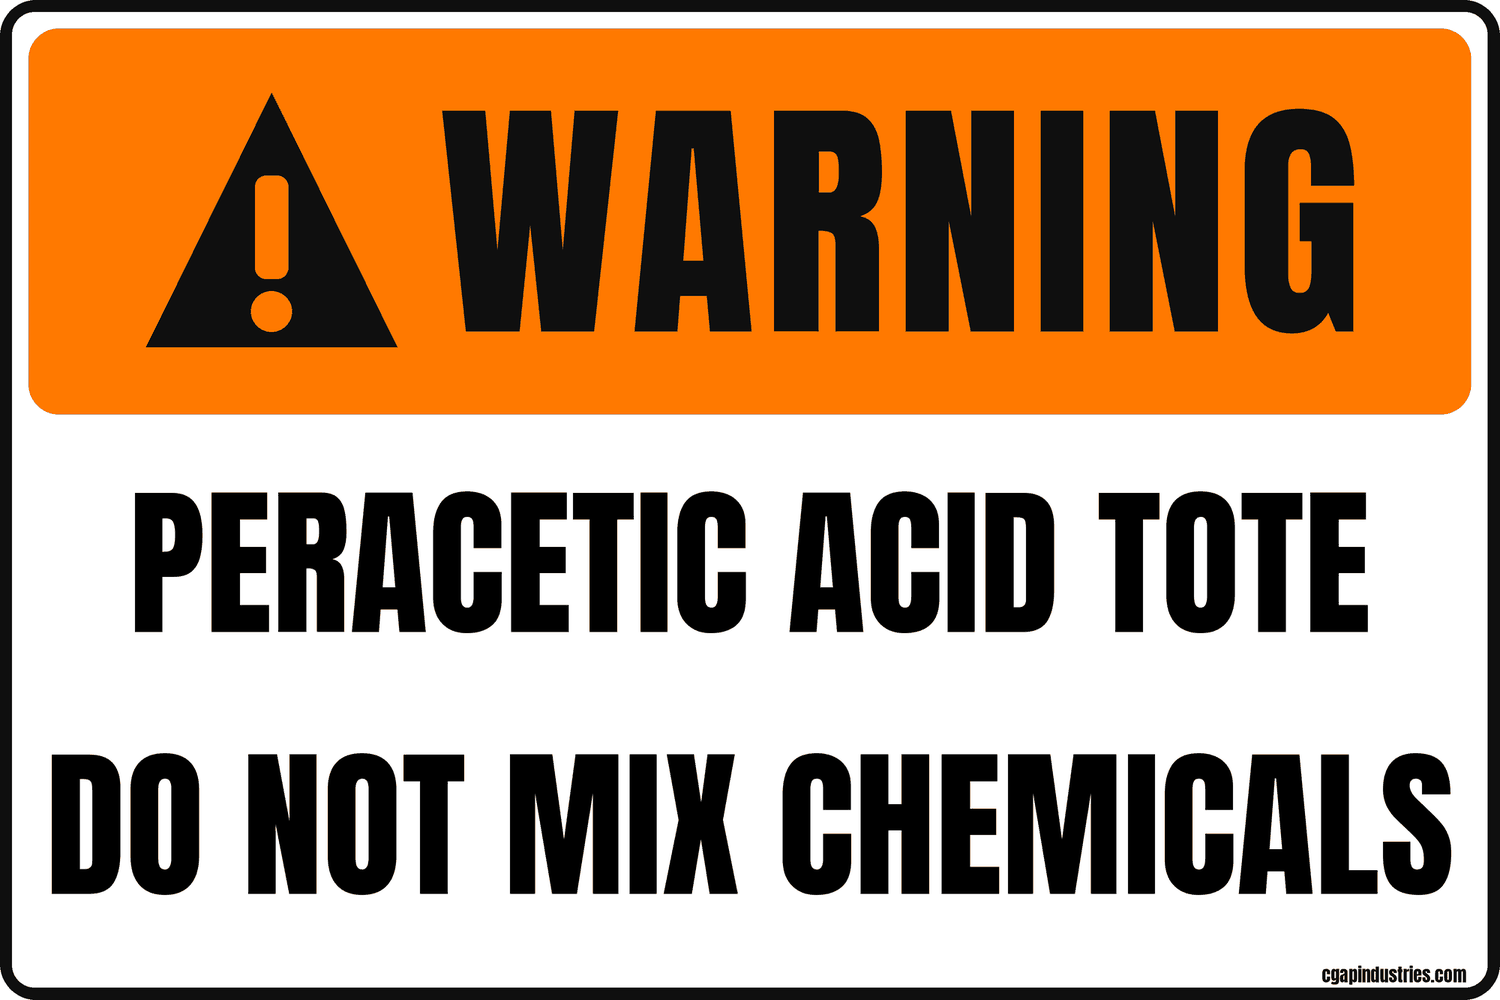 WARNING
PERACETIC ACID TOTE
DO NOT MIX CHEMICALS
cgapindustries.com